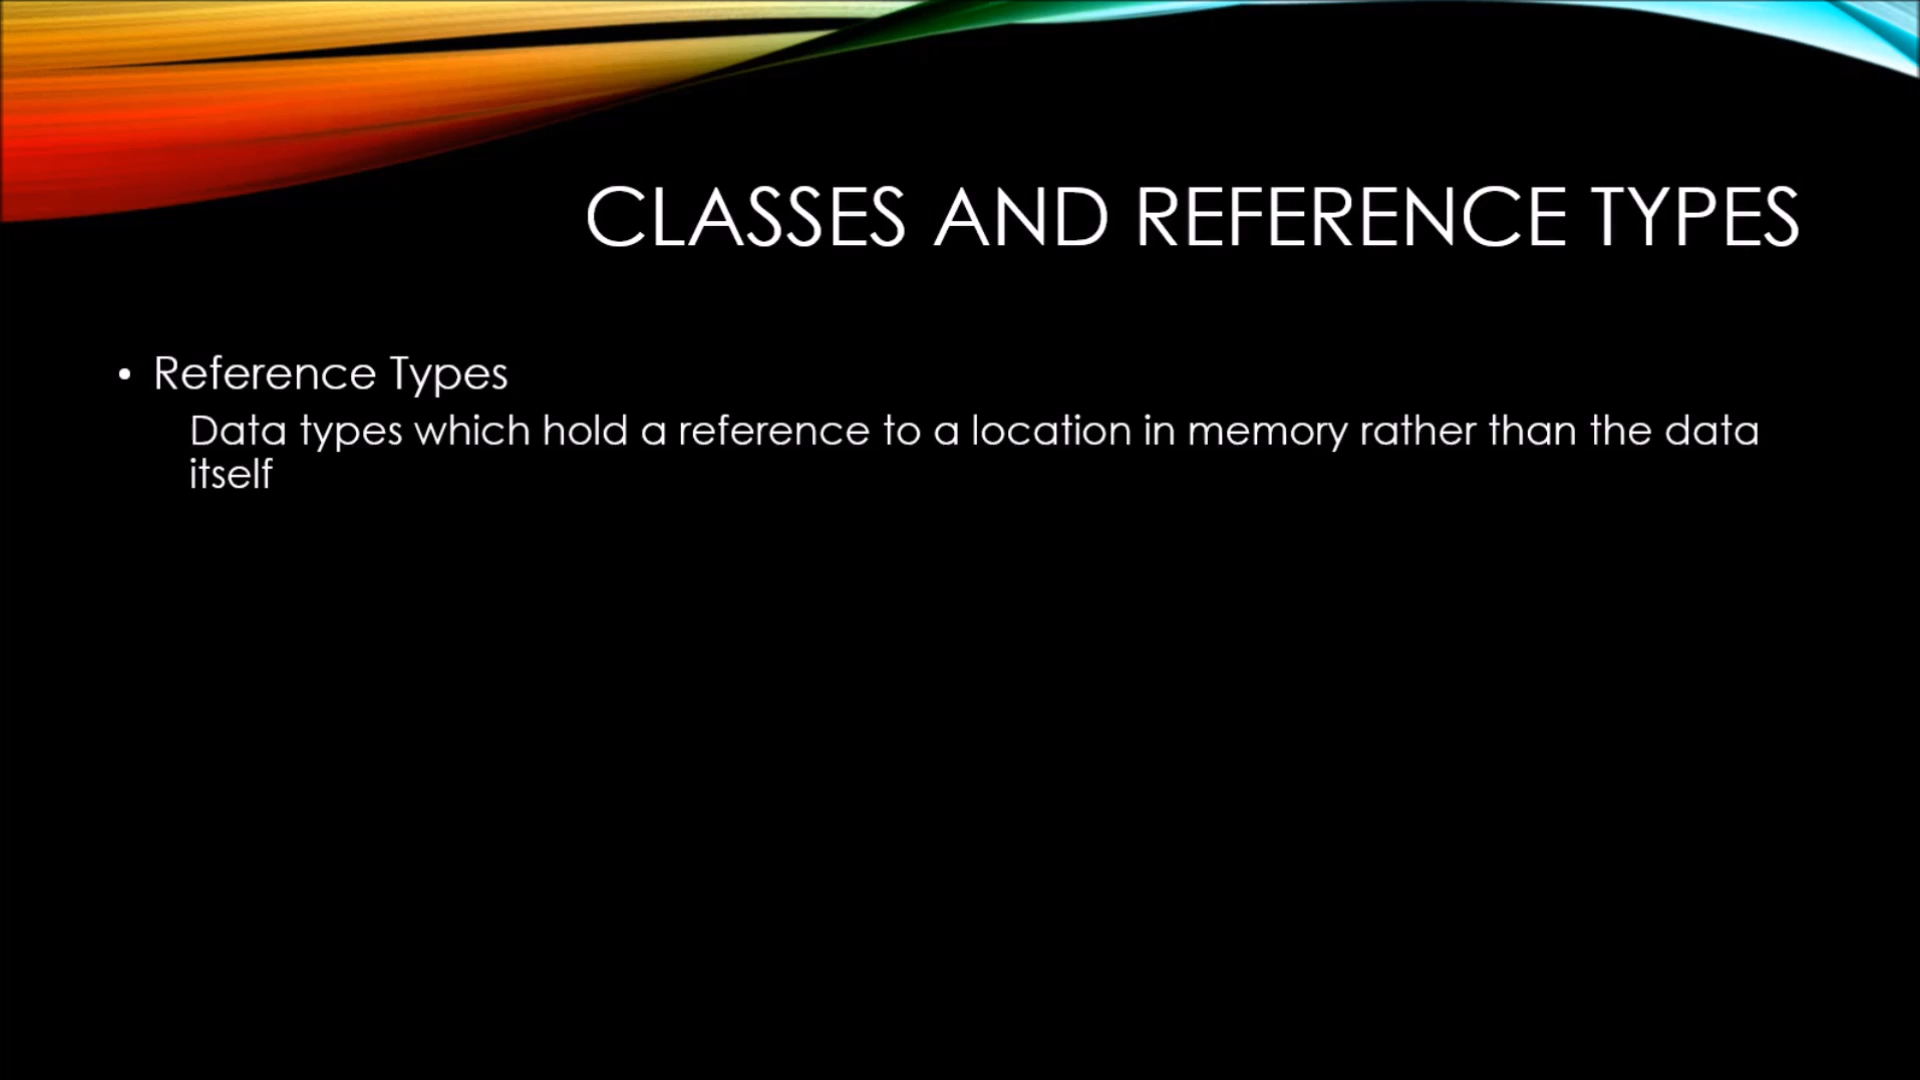 CLASSES AND REFERENCE TYPES
• Reference Types
Data types which hold a reference to a location in memory rather than the data
itself